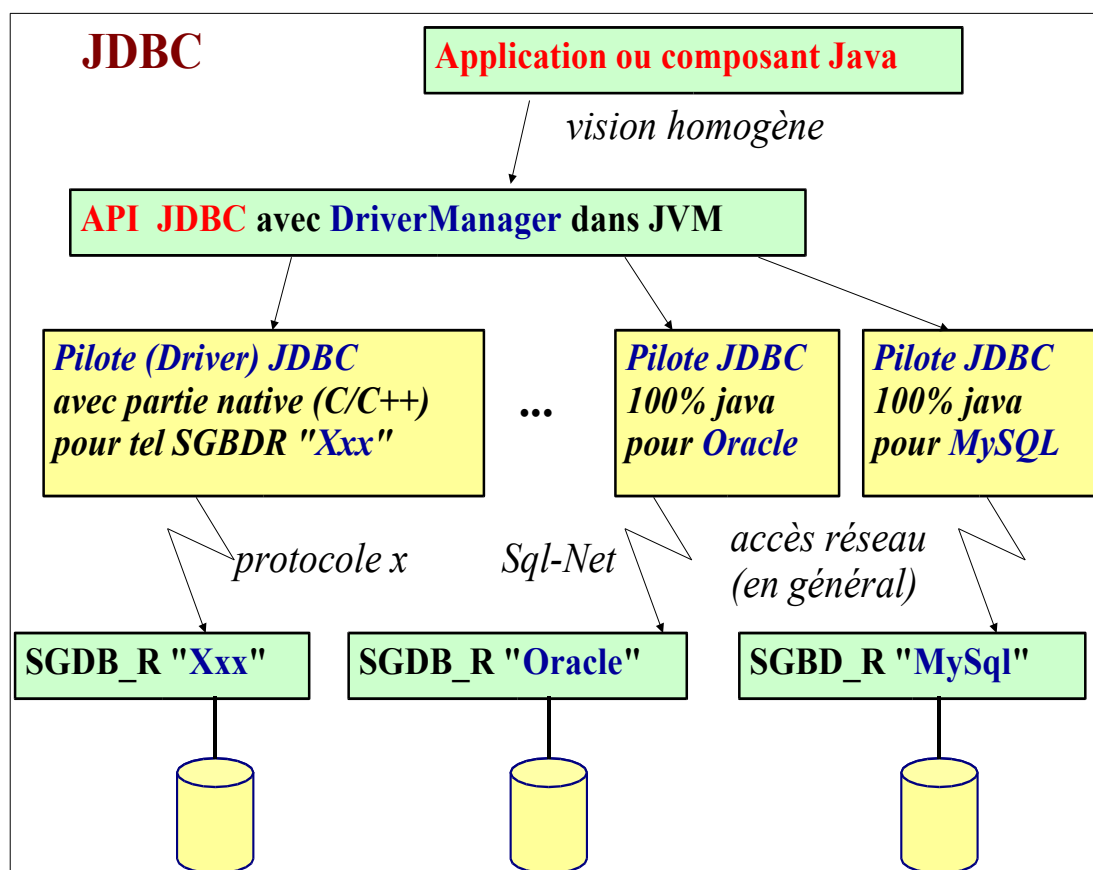 JDBC
Application ou composant Java
vision homogène
API  JDBC avec DriverManager dans JVM
Pilote (Driver) JDBC
avec partie native (C/C++)
pour tel SGBDR "Xxx"
...
Pilote JDBC
100% java
pour Oracle
Pilote JDBC
100% java
pour MySQL
protocole x
Sql-Net
accès réseau
(en général)
SGDB_R "Xxx"
SGDB_R "Oracle"
SGBD_R "MySql"